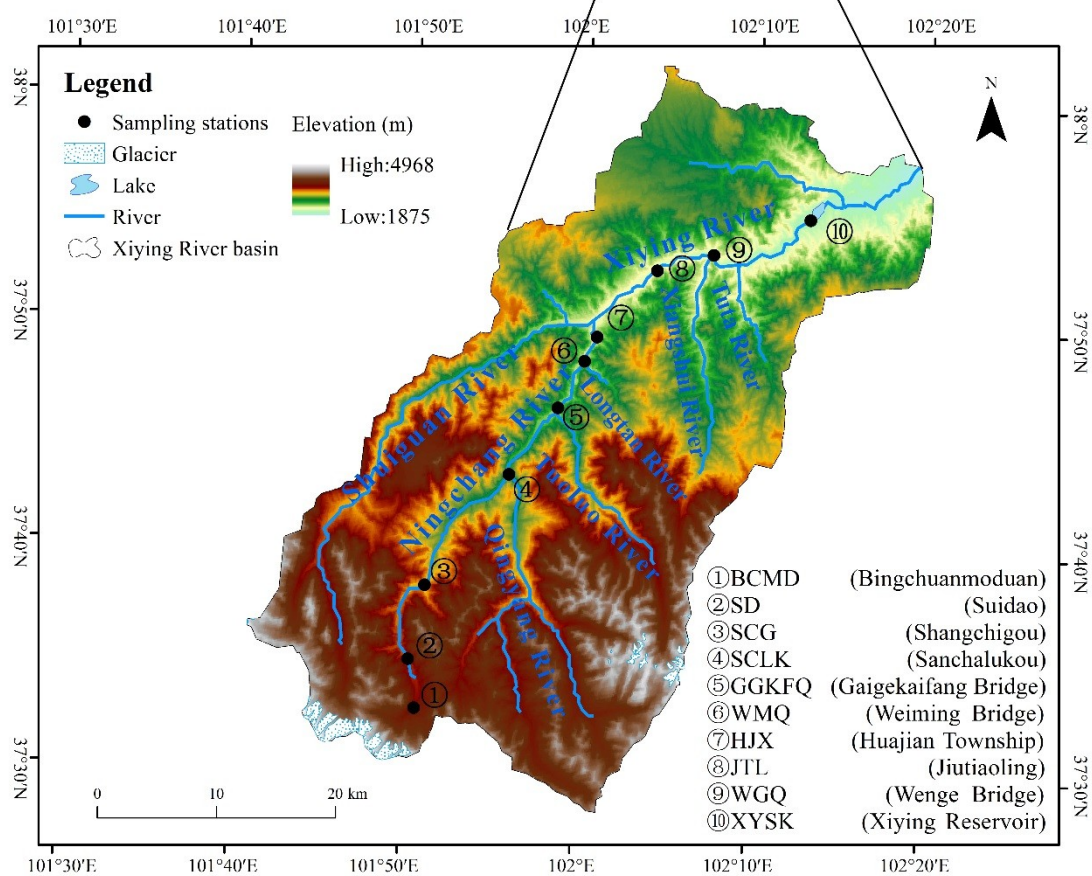 101°30′E 101°40′E 101°50′E 102°0′E 102°10′E 102°20′E
38°N
37°50′N
37°40′N
37°30′N
38°N
37°50′N
37°40′N
37°30′N
Legend
Sampling stations
Glacier
Lake
River
Xiying River basin
Elevation (m)
High:4968
Low:1875
N
Xiying River
Shuiguan River
Ningchang River
Qingyang River
Tuoluo River
Longtan River
Xiangshui River
Tuta River
⑩
⑨
⑧
⑦
⑥
⑤
④
③
②
①
①BCMD (Bingchuanmoduan)
②SD (Suidao)
③SCG (Shangchigou)
④SCLK (Sanchalukou)
⑤GGKFQ (Gaigekaifang Bridge)
⑥WMQ (Weiming Bridge)
⑦HJX (Huajian Township)
⑧JTL (Jiutiaoling)
⑨WGQ (Wenge Bridge)
⑩XYSK (Xiying Reservoir)
0 10 20 km
101°30′E 101°40′E 101°50′E 102°E 102°10′E 102°20′E